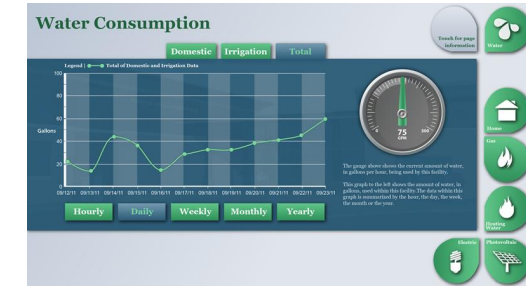 Water Consumption
Touch for page
information
Water
Domestic
Irrigation
Total
Legend | Total of Domestic and Irrigation Data
100
80
60
Gallons
40
20
0
09/12/11 09/13/11 09/14/11 09/15/11 09/16/11 09/17/11 09/18/11 09/19/11 09/20/11 09/21/11 09/22/11 09/23/11
Hourly
Daily
Weekly
Monthly
Yearly
0
75
GPH
The gauge above shows the current amount of water,
in gallons per hour, being used by this facility.
This graph to the left shows the amount of water, in
gallons, used within this facility.The data within this
graph is summarized by the hour, the day, the week,
the month or the year.
Home
Gas
Heating
Water
Electric
Photovoltaic